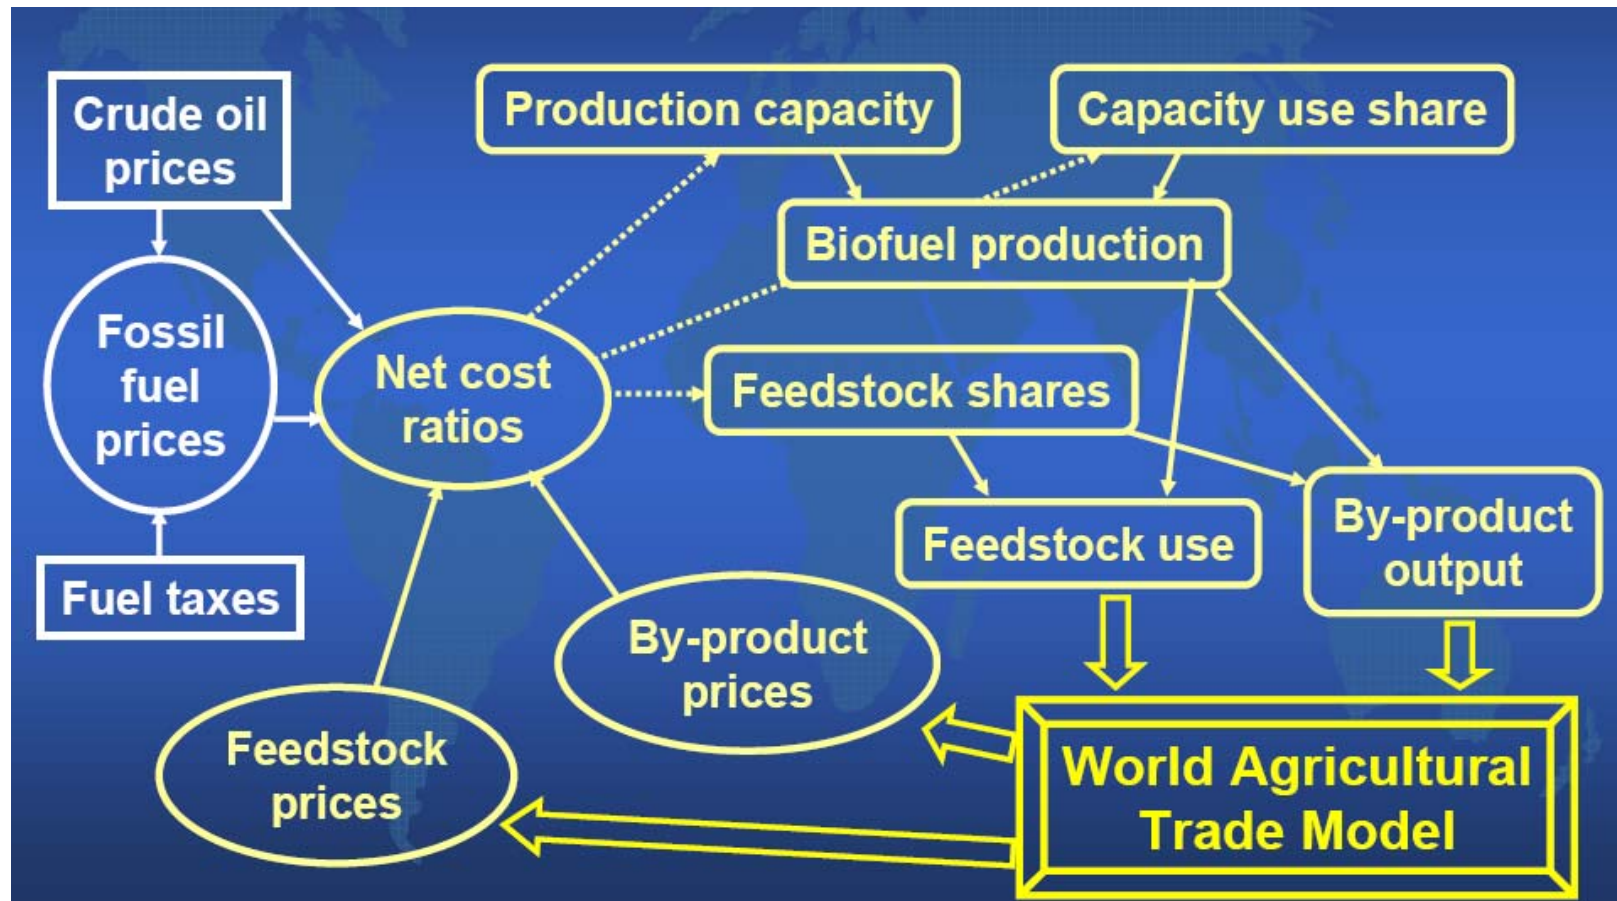 Crude oil
prices
Production capacity
Capacity use share
Biofuel production
Fossil
fuel
prices
Net cost
ratios
Feedstock shares
Feedstock use
By-product
output
Fuel taxes
By-product
prices
Feedstock
prices
World Agricultural
Trade Model